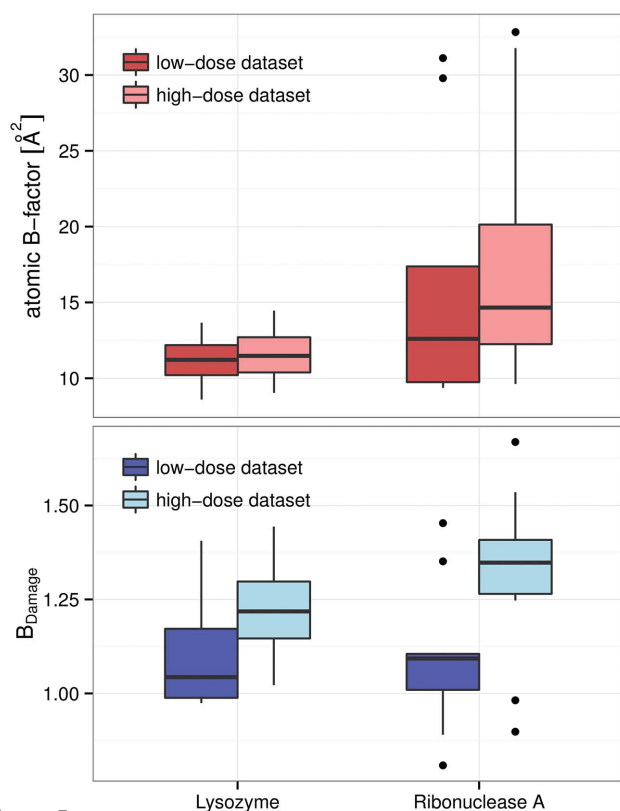 atomic B−factor [Å²]
30
25
20
15
10
low−dose dataset
high−dose dataset
B_Damage
1.50
1.25
1.00
low−dose dataset
high−dose dataset
Lysozyme
Ribonuclease A